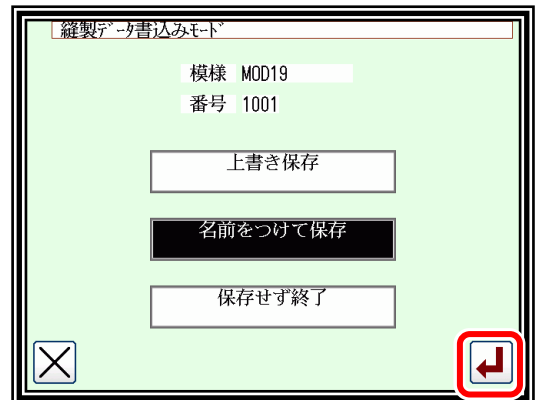 縫製ﾃﾞｰﾀ書込みﾓｰﾄﾞ
模様 MOD19
番号 1001
上書き保存
名前をつけて保存
保存せず終了